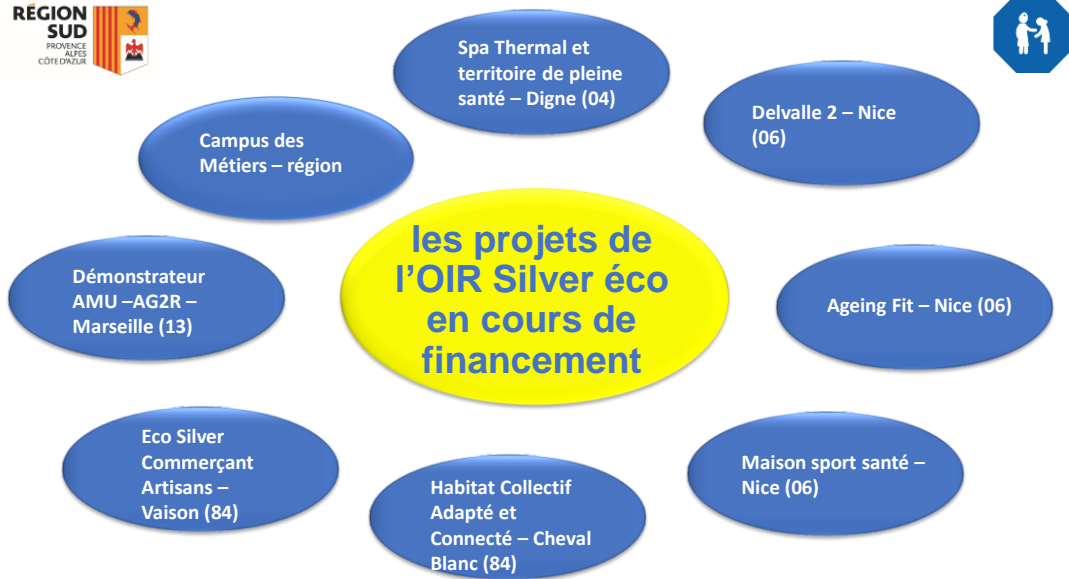 RÉGION
SUD
PROVENCE
ALPES
CÔTE D'AZUR
Spa Thermal et
territoire de pleine
santé – Digne (04)
Delvalle 2 – Nice
(06)
Campus des
Métiers – région
les projets de
l'OIR Silver éco
en cours de
financement
Démonstrateur
AMU –AG2R –
Marseille (13)
Ageing Fit – Nice (06)
Eco Silver
Commerçant
Artisans –
Vaison (84)
Habitat Collectif
Adapté et
Connecté – Cheval
Blanc (84)
Maison sport santé –
Nice (06)